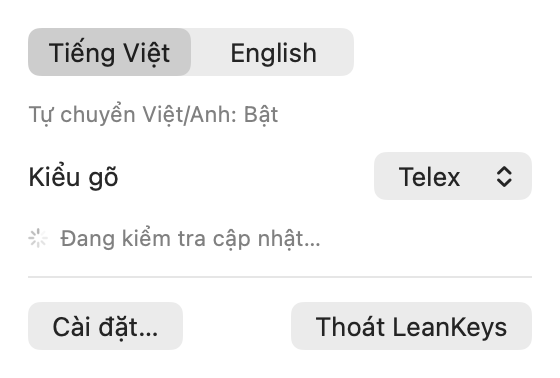 Tiếng Việt English
Tự chuyển Việt/Anh: Bật
Kiểu gõ Telex
Đang kiểm tra cập nhật...
Cài đặt... Thoát LeanKeys